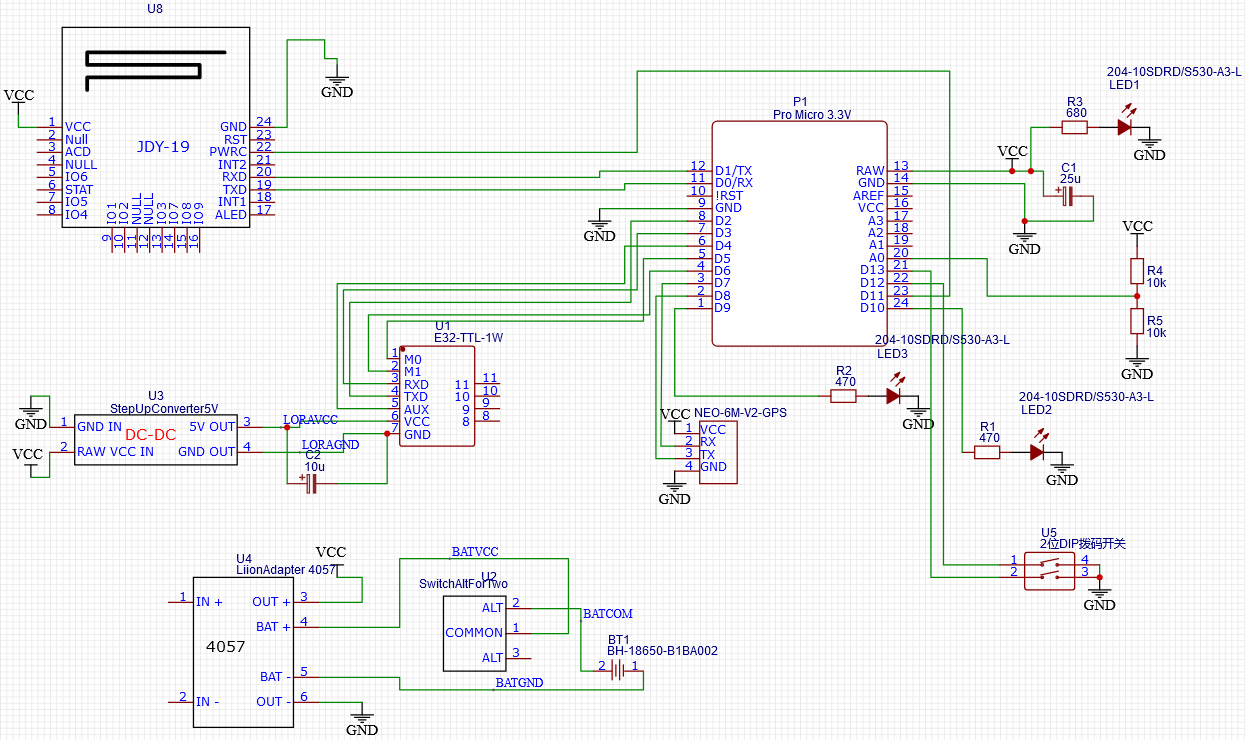 U8
VCC
GND
JDY-19
1 VCC
2 Null
3 ACD
4 NULL
5 IO6
6 STAT
7 IO5
8 IO4
GND 24
RST 23
PWRC 22
INT2 21
RXD 20
TXD 19
INT1 18
ALED 17
IO1 IO2 NULL NULL IO3 IO7 IO8 IO9
9 10 11 12 13 14 15 16
P1
Pro Micro 3.3V
12 D1/TX
11 D0/RX
10 !RST
9 GND
8 D2
7 D3
6 D4
5 D5
4 D6
3 D7
2 D8
1 D9
RAW 13
GND 14
AREF 15
VCC 16
A3 17
A2 18
A1 19
A0 20
D13 21
D12 22
D11 23
D10 24
GND
204-10SDRD/S530-A3-L
LED1
R3
680
GND
VCC
C1
25u
+
GND
VCC
R4
10k
R5
10k
GND
U1
E32-TTL-1W
1 M0
2 M1
3 RXD
4 TXD
5 AUX
6 VCC
7 GND
11 11
10 10
9 9
8 8
204-10SDRD/S530-A3-L
LED3
R2
470
GND
204-10SDRD/S530-A3-L
LED2
R1
470
GND
VCC
NEO-6M-V2-GPS
1 VCC
2 RX
3 TX
4 GND
GND
U3
StepUpConverter5V
GND
1 GND IN
DC-DC
2 RAW VCC IN
5V OUT 3
GND OUT 4
VCC
LORAVCC
LORAGND
C2
10u
+
U5
2位DIP拨码开关
1
2
4
3
GND
U4
LiionAdapter 4057
VCC
1 IN +
2 IN -
4057
OUT + 3
BAT + 4
BAT - 5
OUT - 6
GND
BATVCC
U2
SwitchAltForTwo
ALT 2
COMMON 1
ALT 3
BATCOM
BT1
BH-18650-B1BA002
2 1
BATGND